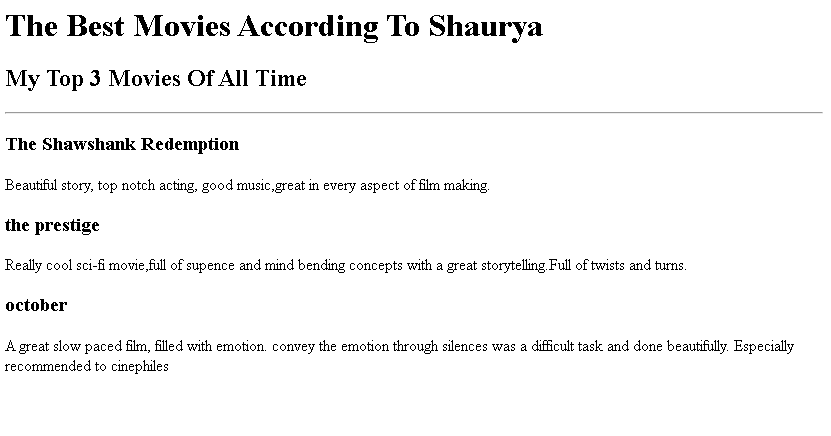 The Best Movies According To Shaurya
My Top 3 Movies Of All Time
The Shawshank Redemption
Beautiful story, top notch acting, good music,great in every aspect of film making.
the prestige
Really cool sci-fi movie,full of supence and mind bending concepts with a great storytelling.Full of twists and turns.
october
A great slow paced film, filled with emotion. convey the emotion through silences was a difficult task and done beautifully. Especially
recommended to cinephiles